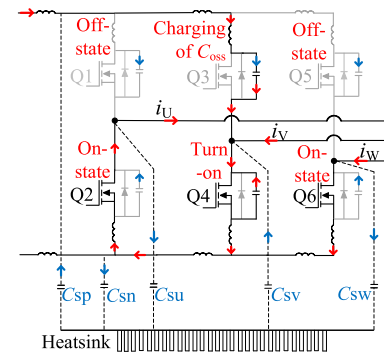 Off-
state
Charging
of Coss
Off-
state
Q1
Q3
Q5
iU
iV
iW
On-
state
Turn
-on
On-
state
Q2
Q4
Q6
Csp
Csn
Csu
Csv
Csw
Heatsink